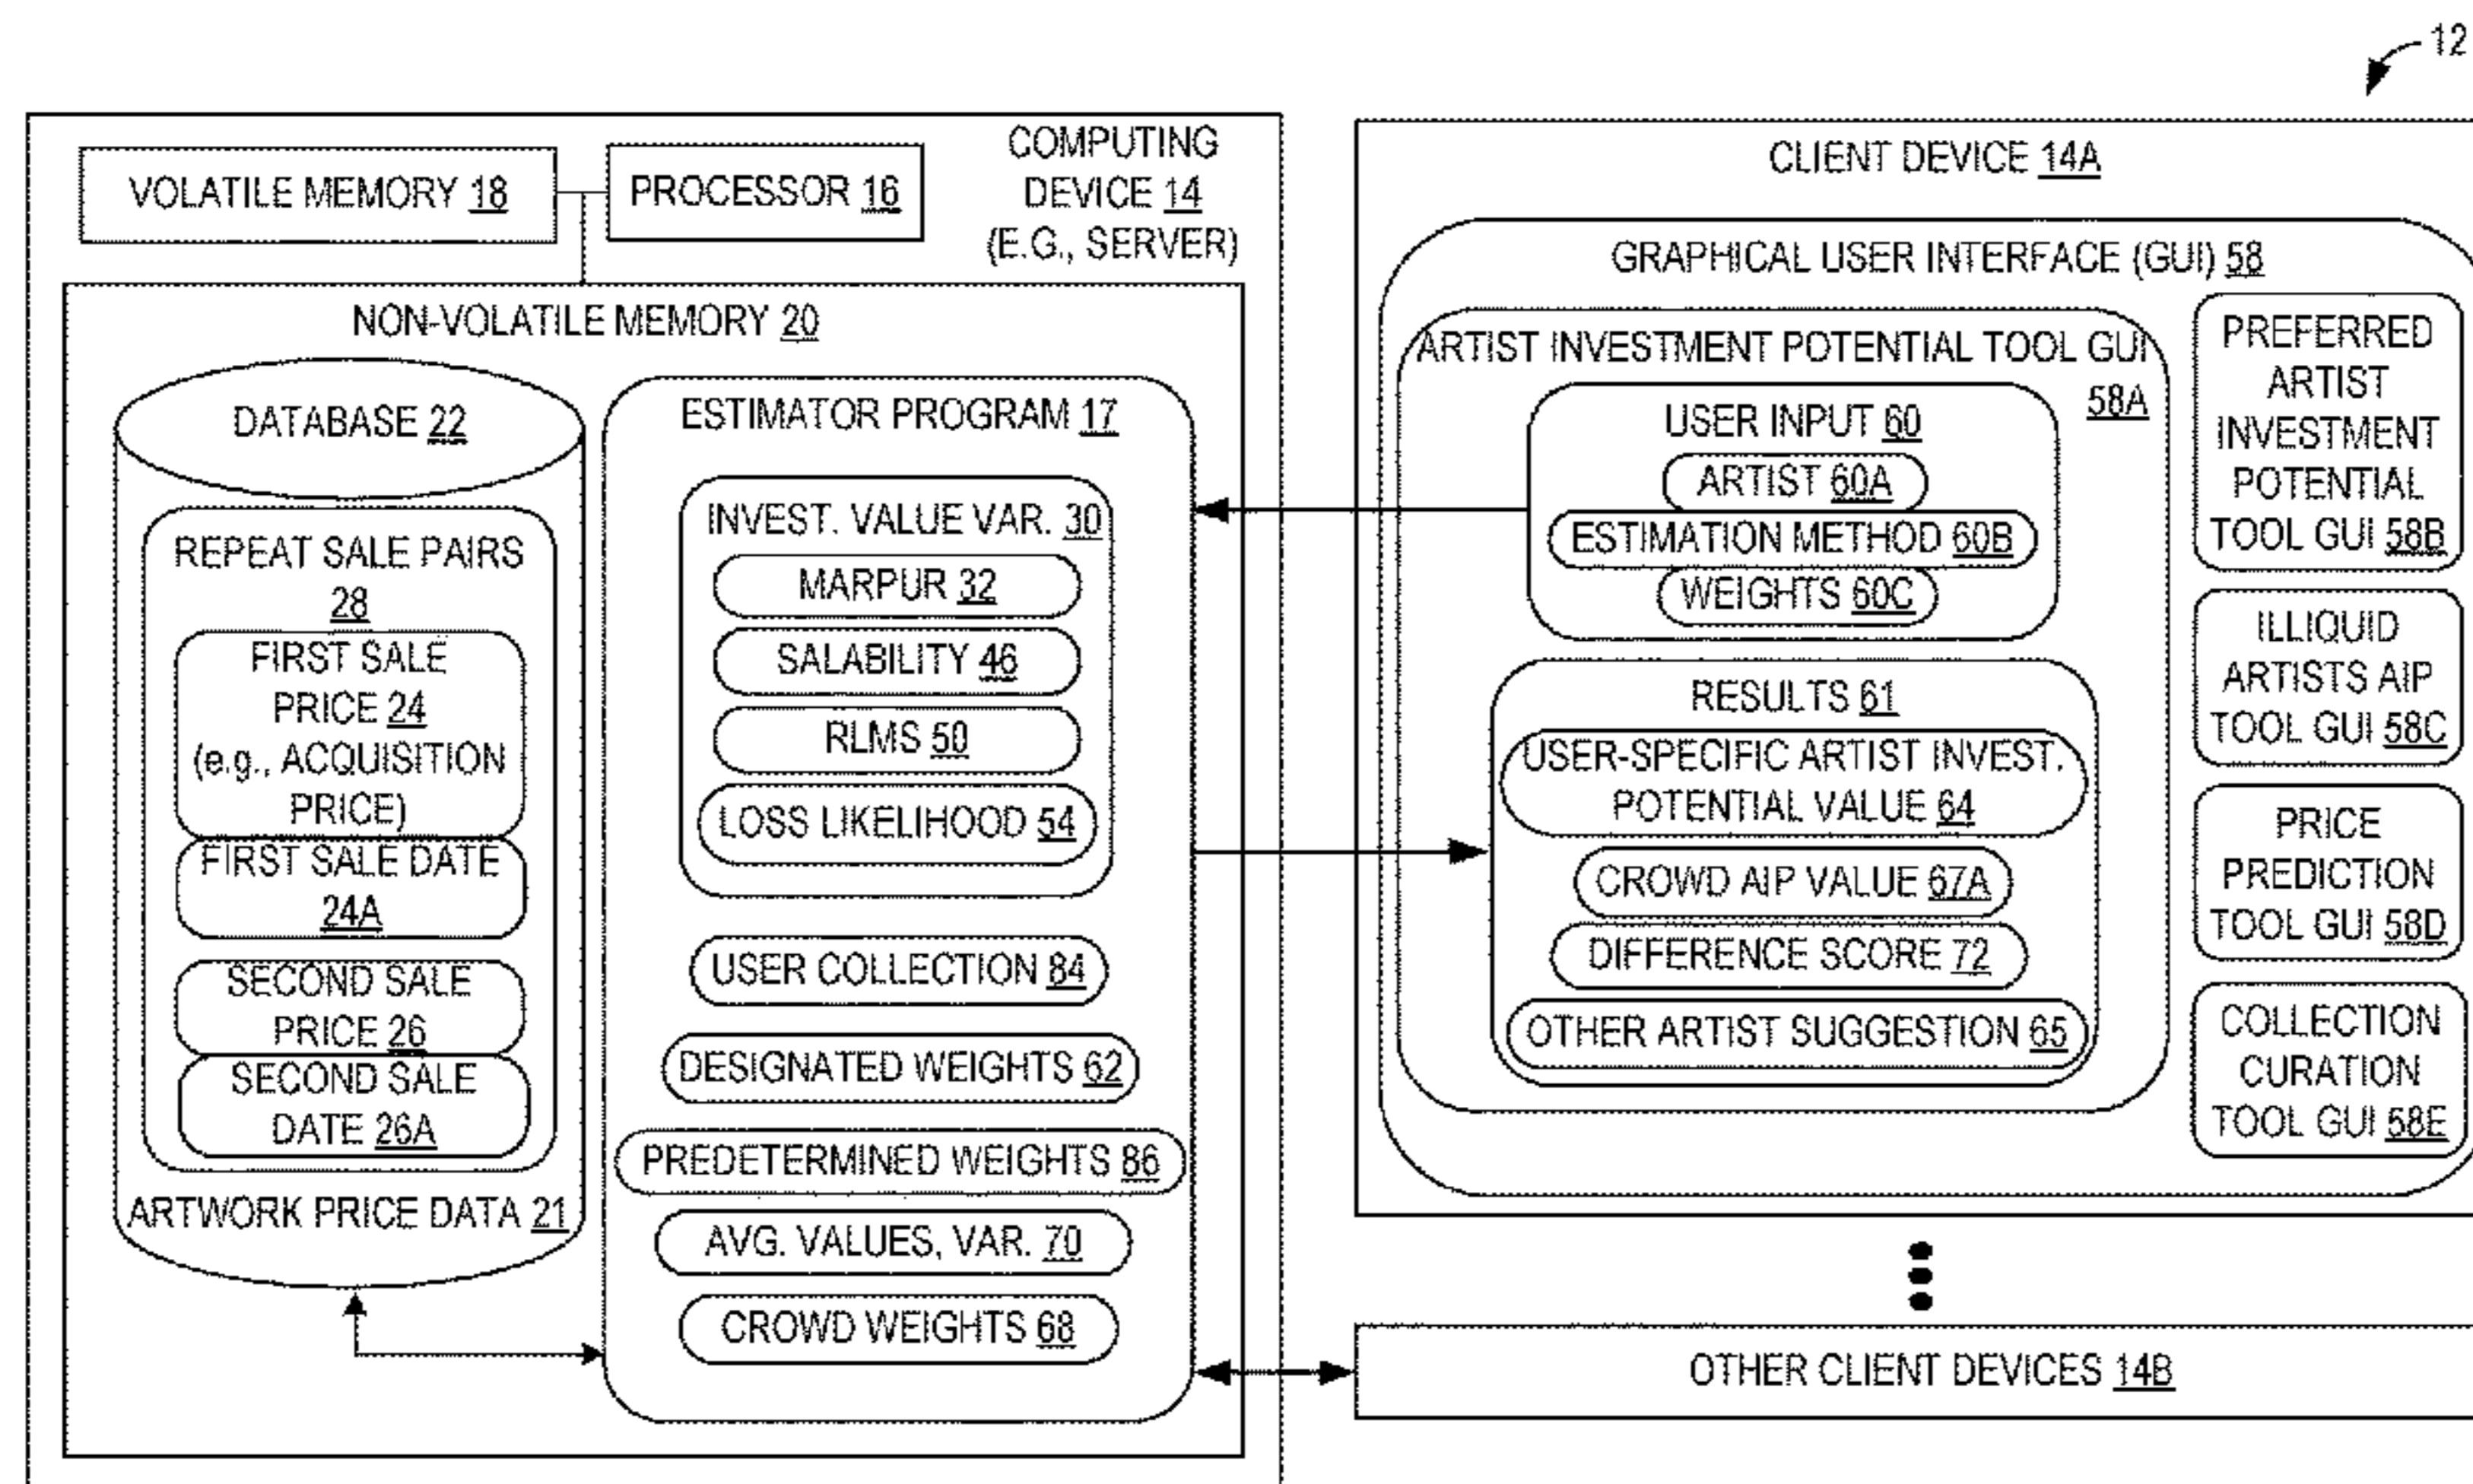 12
VOLATILE MEMORY 18
PROCESSOR 16
COMPUTING
DEVICE 14
(E.G., SERVER)
NON-VOLATILE MEMORY 20
DATABASE 22
REPEAT SALE PAIRS
28
FIRST SALE
PRICE 24
(e.g., ACQUISITION
PRICE)
FIRST SALE DATE
24A
SECOND SALE
PRICE 26
SECOND SALE
DATE 26A
ARTWORK PRICE DATA 21
ESTIMATOR PROGRAM 17
INVEST. VALUE VAR. 30
MARPUR 32
SALABILITY 46
RLMS 50
LOSS LIKELIHOOD 54
USER COLLECTION 84
DESIGNATED WEIGHTS 62
PREDETERMINED WEIGHTS 86
AVG. VALUES, VAR. 70
CROWD WEIGHTS 68
CLIENT DEVICE 14A
GRAPHICAL USER INTERFACE (GUI) 58
ARTIST INVESTMENT POTENTIAL TOOL GUI
58A
USER INPUT 60
ARTIST 60A
ESTIMATION METHOD 60B
WEIGHTS 60C
RESULTS 61
USER-SPECIFIC ARTIST INVEST.
POTENTIAL VALUE 64
CROWD AIP VALUE 67A
DIFFERENCE SCORE 72
OTHER ARTIST SUGGESTION 65
PREFERRED
ARTIST
INVESTMENT
POTENTIAL
TOOL GUI 58B
ILLIQUID
ARTISTS AIP
TOOL GUI 58C
PRICE
PREDICTION
TOOL GUI 58D
COLLECTION
CURATION
TOOL GUI 58E
OTHER CLIENT DEVICES 14B